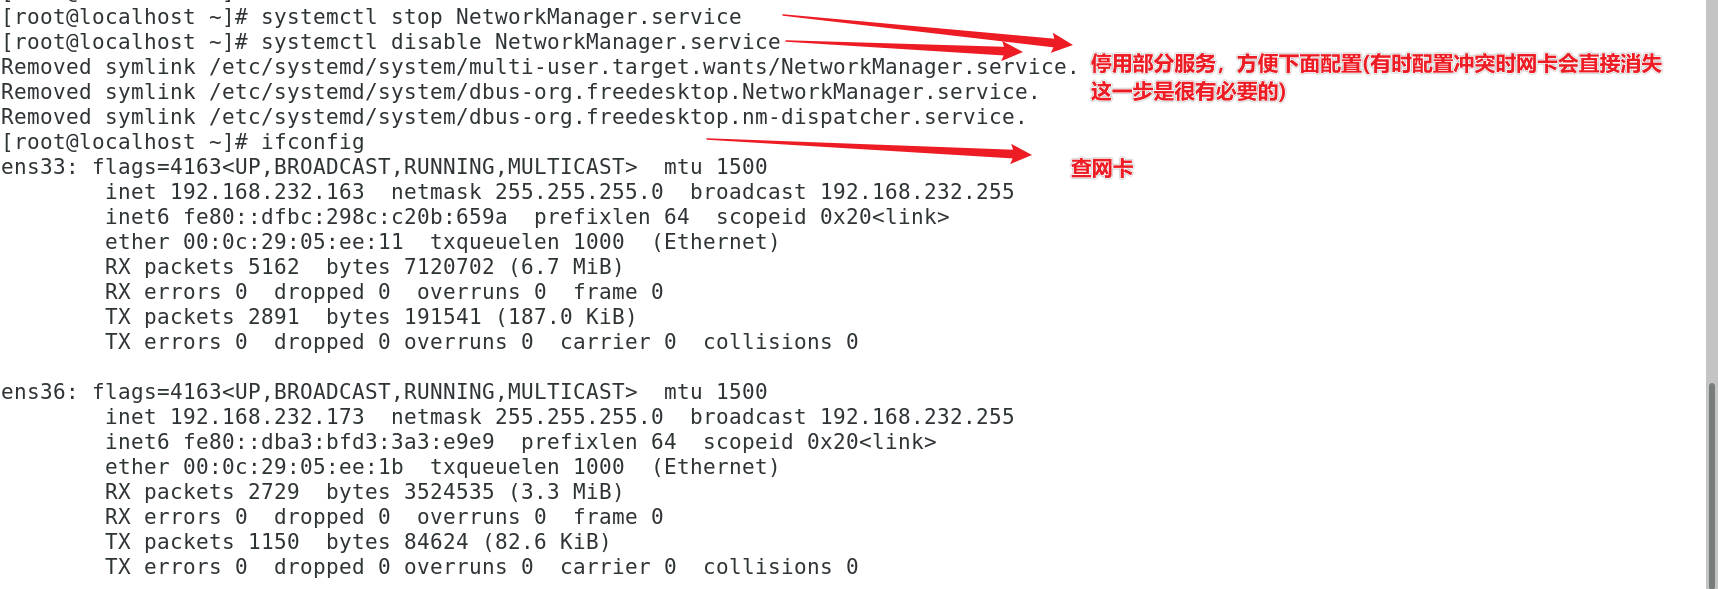 [root@localhost ~]# systemctl stop NetworkManager.service
[root@localhost ~]# systemctl disable NetworkManager.service
Removed symlink /etc/systemd/system/multi-user.target.wants/NetworkManager.service.
停用部分服务，方便下面配置(有时配置冲突时网卡会直接消失
这一步是很有必要的)
Removed symlink /etc/systemd/system/dbus-org.freedesktop.NetworkManager.service.
Removed symlink /etc/systemd/system/dbus-org.freedesktop.nm-dispatcher.service.
[root@localhost ~]# ifconfig
查网卡
ens33: flags=4163<UP,BROADCAST,RUNNING,MULTICAST>  mtu 1500
        inet 192.168.232.163  netmask 255.255.255.0  broadcast 192.168.232.255
        inet6 fe80::dfbc:298c:c20b:659a  prefixlen 64  scopeid 0x20<link>
        ether 00:0c:29:05:ee:11  txqueuelen 1000  (Ethernet)
        RX packets 5162  bytes 7120702 (6.7 MiB)
        RX errors 0  dropped 0  overruns 0  frame 0
        TX packets 2891  bytes 191541 (187.0 KiB)
        TX errors 0  dropped 0 overruns 0  carrier 0  collisions 0
ens36: flags=4163<UP,BROADCAST,RUNNING,MULTICAST>  mtu 1500
        inet 192.168.232.173  netmask 255.255.255.0  broadcast 192.168.232.255
        inet6 fe80::dba3:bfd3:3a3:e9e9  prefixlen 64  scopeid 0x20<link>
        ether 00:0c:29:05:ee:1b  txqueuelen 1000  (Ethernet)
        RX packets 2729  bytes 3524535 (3.3 MiB)
        RX errors 0  dropped 0  overruns 0  frame 0
        TX packets 1150  bytes 84624 (82.6 KiB)
        TX errors 0  dropped 0 overruns 0  carrier 0  collisions 0